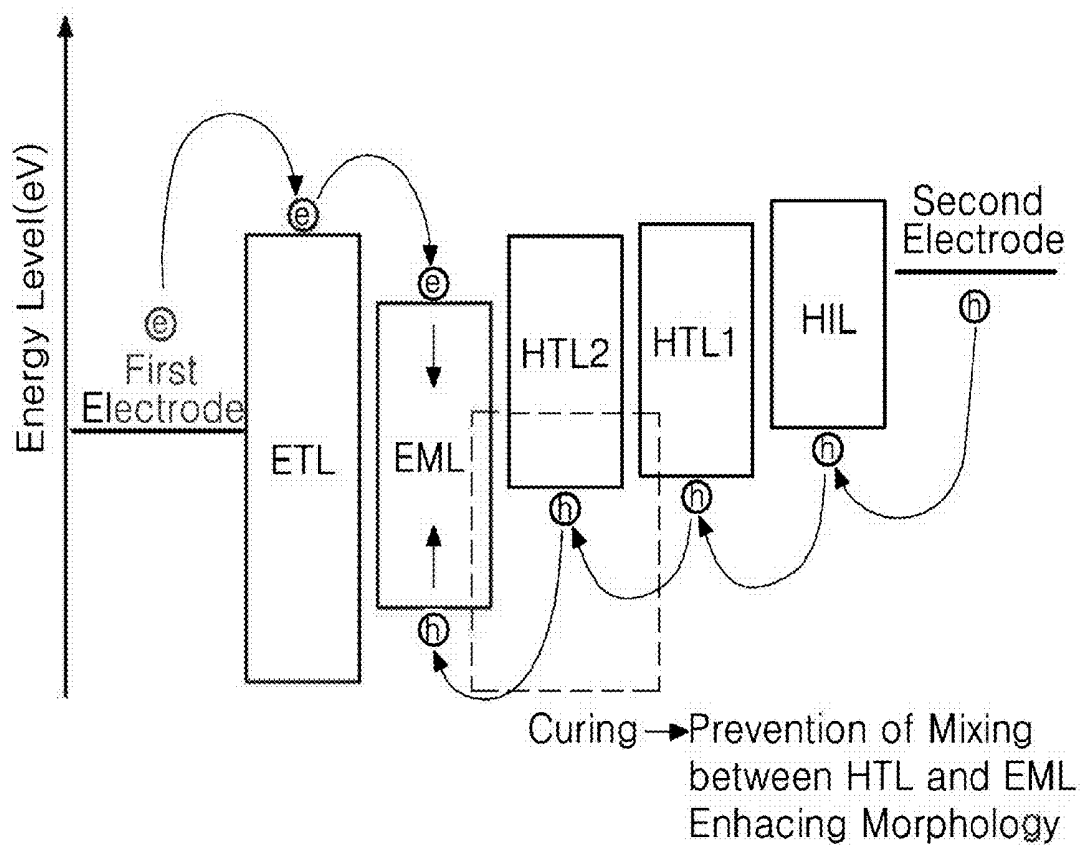 Energy Level(eV)
e
First
Electrode
e
ETL
e
EML
h
HTL2
h
HTL1
h
HIL
h
Second
Electrode
h
Curing → Prevention of Mixing
between HTL and EML
Enhacing Morphology